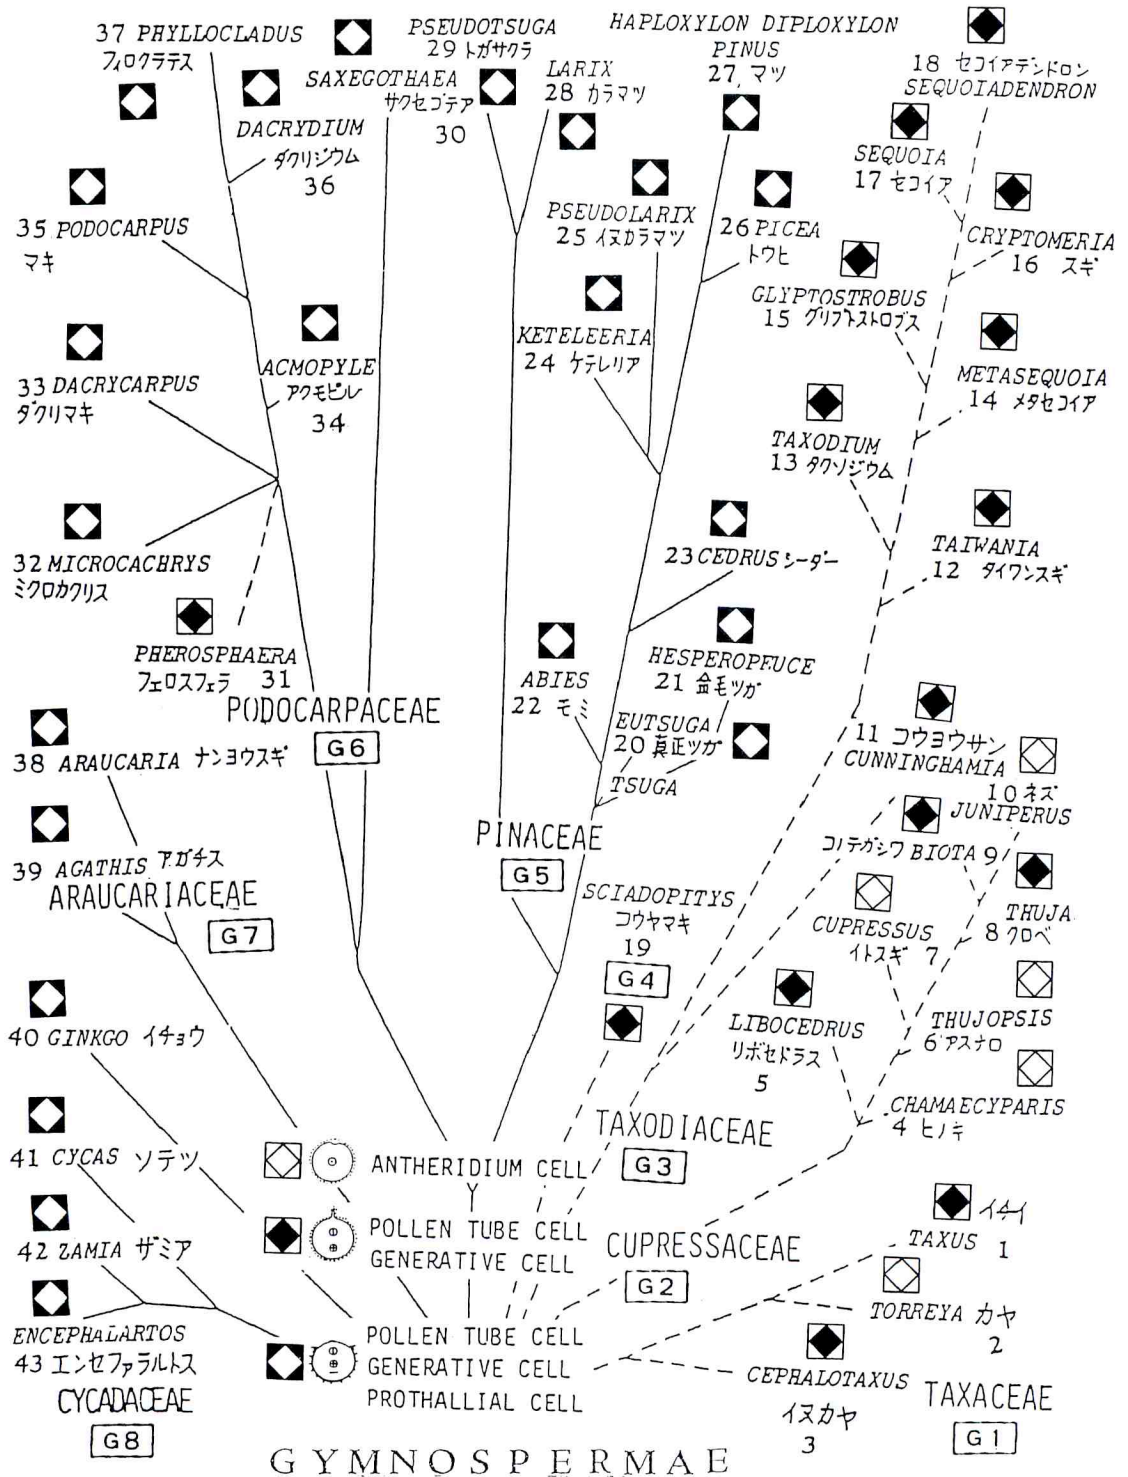 37 PHYLLOCLADUS
フィロクラデス
PSEUDOTSUGA
29 トガサワラ
HAPLOXYLON DIPLOXYLON
PINUS
27 マツ
18 セコイアデンドロン
SEQUOIADENDRON
SAXEGOTHAEA
サクセゴテア
30
LARIX
28 カラマツ
DACRYDIUM
ダクリジウム
36
SEQUOIA
17 セコイア
35 PODOCARPUS
マキ
PSEUDOLARIX
25 イヌカラマツ
26 PICEA
トウヒ
CRYPTOMERIA
16 スギ
GLYPTOSTROBUS
15 グリプトストロブス
KETELEERIA
24 ケテレリア
ACMOPYLE
アクモピル
34
33 DACRYCARPUS
ダクリマキ
METASEQUOIA
14 メタセコイア
TAXODIUM
13 タクソジウム
32 MICROCACHRYS
ミクロカクリス
23 CEDRUS シーダー
TAIWANIA
12 タイワンスギ
PHEROSPHAERA
フェロスフェラ 31
ABIES
22 モミ
HESPEROPEUCE
21 金毛ツガ
PODOCARPACEAE
G6
EUTSUGA
20 真正ツガ
TSUGA
11 コウヨウサン
CUNNINGHAMIA
38 ARAUCARIA ナンヨウスギ
10 ネズ
JUNIPERUS
PINACEAE
G5
コノテガシワ BIOTA 9
39 AGATHIS アガチス
ARAUCARIACEAE
G7
SCIADOPITYS
コウヤマキ
19
G4
CUPRESSUS
イトスギ 7
THUJA
8 クロベ
40 GINKGO イチョウ
LIBOCEDRUS
リボセドラス
5
THUJOPSIS
6 アスナロ
CHAMAECYPARIS
4 ヒノキ
TAXODIACEAE
G3
41 CYCAS ソテツ
ANTHERIDIUM CELL
POLLEN TUBE CELL
GENERATIVE CELL
イチイ
TAXUS 1
42 ZAMIA ザミア
CUPRESSACEAE
G2
TORREYA カヤ
2
ENCEPHALARTOS
43 エンセファラルトス
POLLEN TUBE CELL
GENERATIVE CELL
PROTHALLIAL CELL
CEPHALOTAXUS
イヌカヤ
3
CYCADACEAE
G8
TAXACEAE
G1
GYMNOSPERMAE